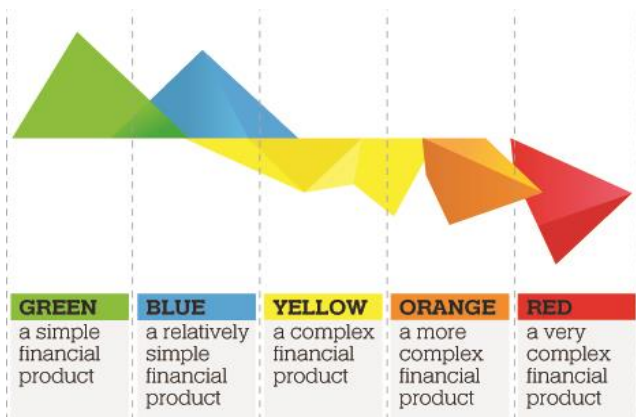 GREEN
a simple
financial
product
BLUE
a relatively
simple
financial
product
YELLOW
a complex
financial
product
ORANGE
a more
complex
financial
product
RED
a very
complex
financial
product